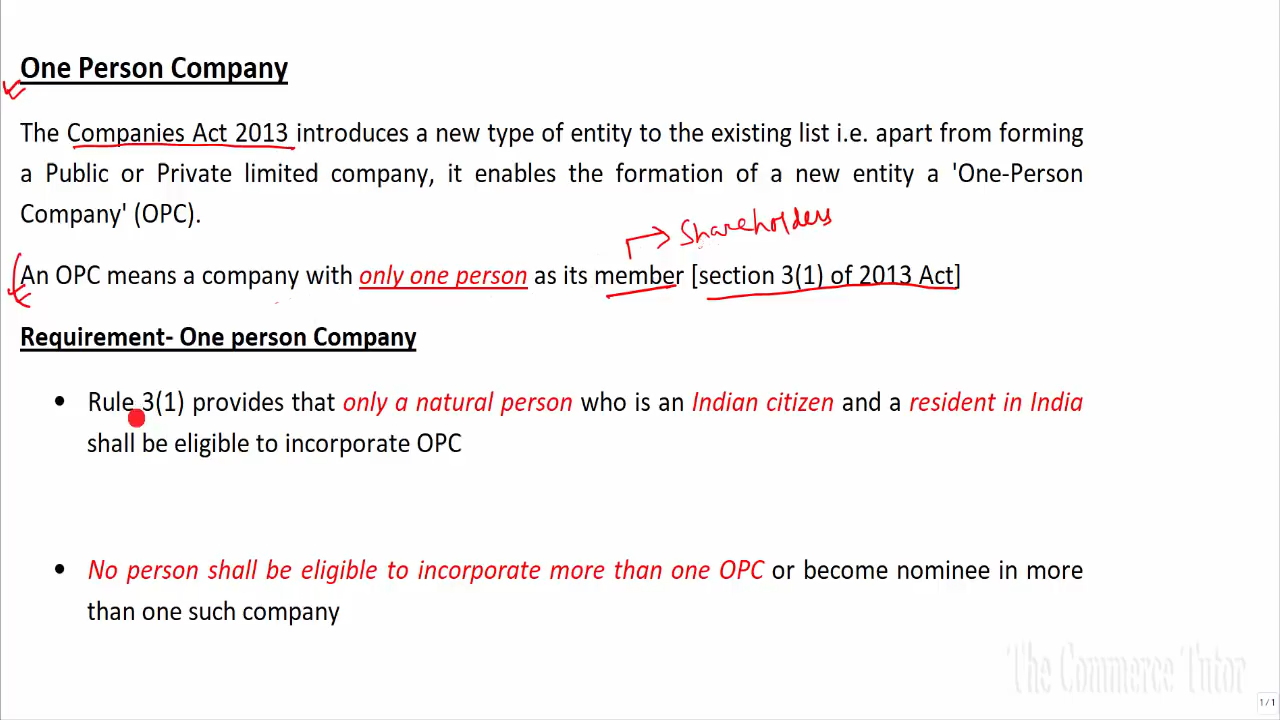 One Person Company
The Companies Act 2013 introduces a new type of entity to the existing list i.e. apart from forming
a Public or Private limited company, it enables the formation of a new entity a 'One-Person
Company' (OPC).
Shareholders
An OPC means a company with only one person as its member [section 3(1) of 2013 Act]
Requirement- One person Company
• Rule 3(1) provides that only a natural person who is an Indian citizen and a resident in India
shall be eligible to incorporate OPC
• No person shall be eligible to incorporate more than one OPC or become nominee in more
than one such company
The Commerce Tutor
1/1